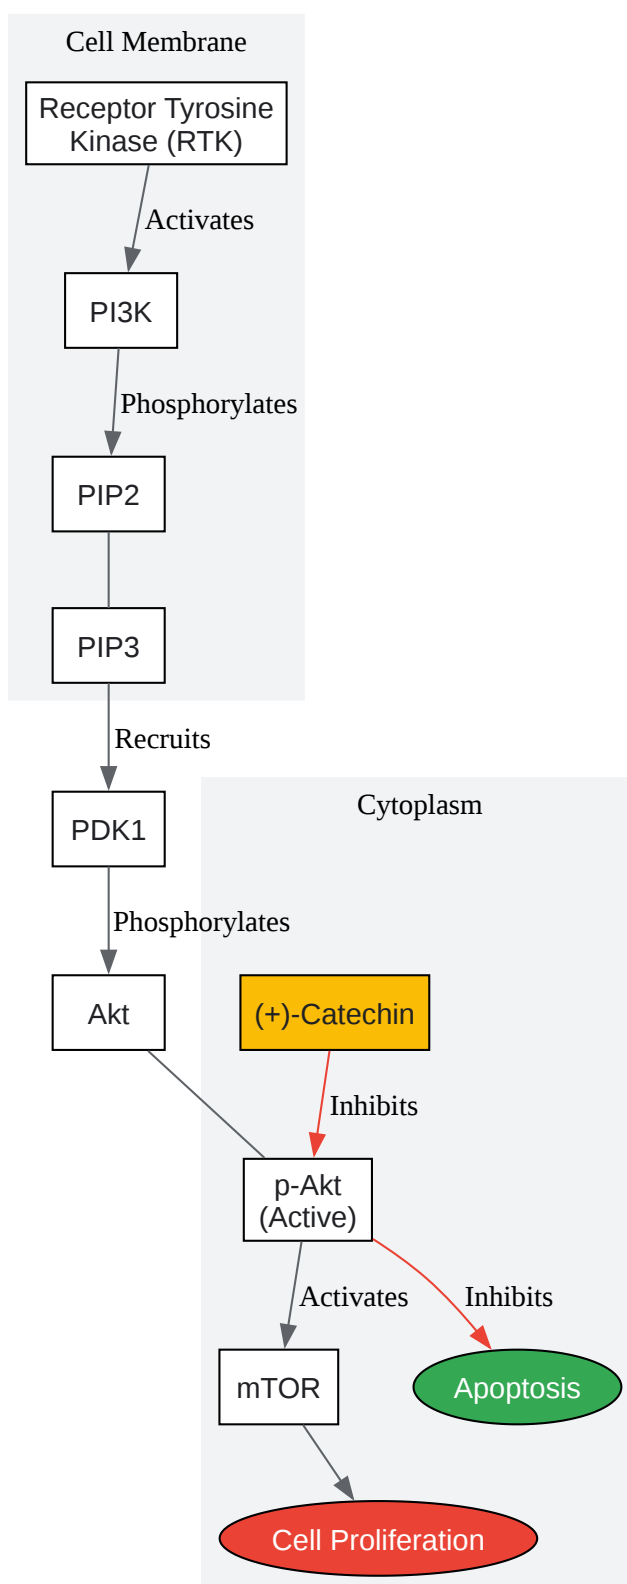 Cell Membrane
Receptor Tyrosine
Kinase (RTK)
Activates
PI3K
Phosphorylates
PIP2
PIP3
Recruits
PDK1
Cytoplasm
Phosphorylates
Akt
(+)-Catechin
Inhibits
p-Akt
(Active)
Activates
Inhibits
mTOR
Apoptosis
Cell Proliferation